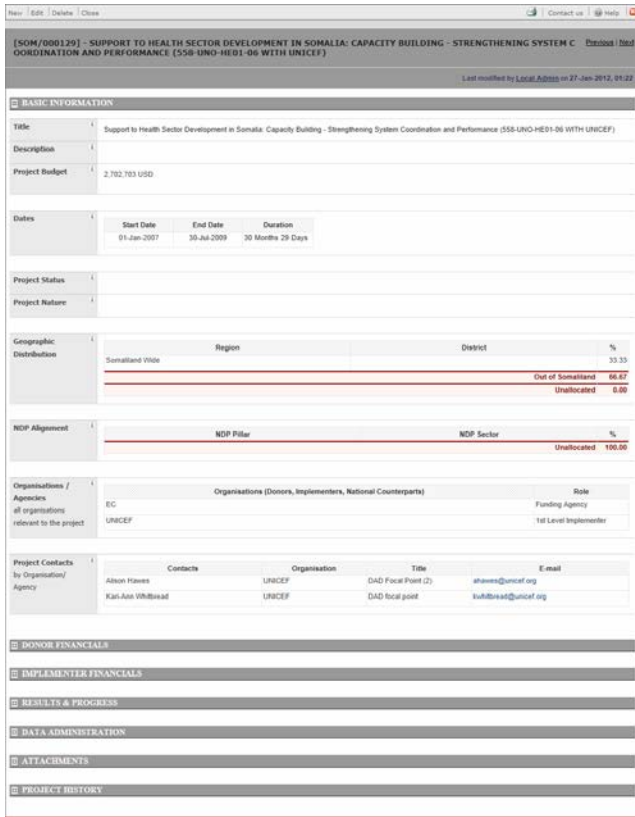 New Edit Delete Close Contact us Help
[SOM/000129] - SUPPORT TO HEALTH SECTOR DEVELOPMENT IN SOMALIA: CAPACITY BUILDING - STRENGTHENING SYSTEM C Previous | Next
OORDINATION AND PERFORMANCE (558-UNO-HE01-06 WITH UNICEF)
Last modified by Local Admin on 27-Jan-2012, 01:22
BASIC INFORMATION
Title i Support to Health Sector Development in Somalia: Capacity Building - Strengthening System Coordination and Performance (558-UNO-HE01-06 WITH UNICEF)
Description i
Project Budget i 2,702,703 USD
Dates i
Start Date End Date Duration
01-Jan-2007 30-Jul-2009 30 Months 29 Days
Project Status i
Project Nature i
Geographic Distribution i
Region District %
Somaliland Wide 33.33
Out of Somaliland 66.67
Unallocated 0.00
NDP Alignment i
NDP Pillar NDP Sector %
Unallocated 100.00
Organisations / Agencies i
all organisations relevant to the project
Organisations (Donors, Implementers, National Counterparts) Role
EC Funding Agency
UNICEF 1st Level Implementer
Project Contacts i
by Organisation/ Agency
Contacts Organisation Title E-mail
Alison Hawes UNICEF DAD Focal Point (2) ahawes@unicef.org
Kari-Ann Whitbread UNICEF DAD focal point kwhitbread@unicef.org
DONOR FINANCIALS
IMPLEMENTER FINANCIALS
RESULTS & PROGRESS
DATA ADMINISTRATION
ATTACHMENTS
PROJECT HISTORY